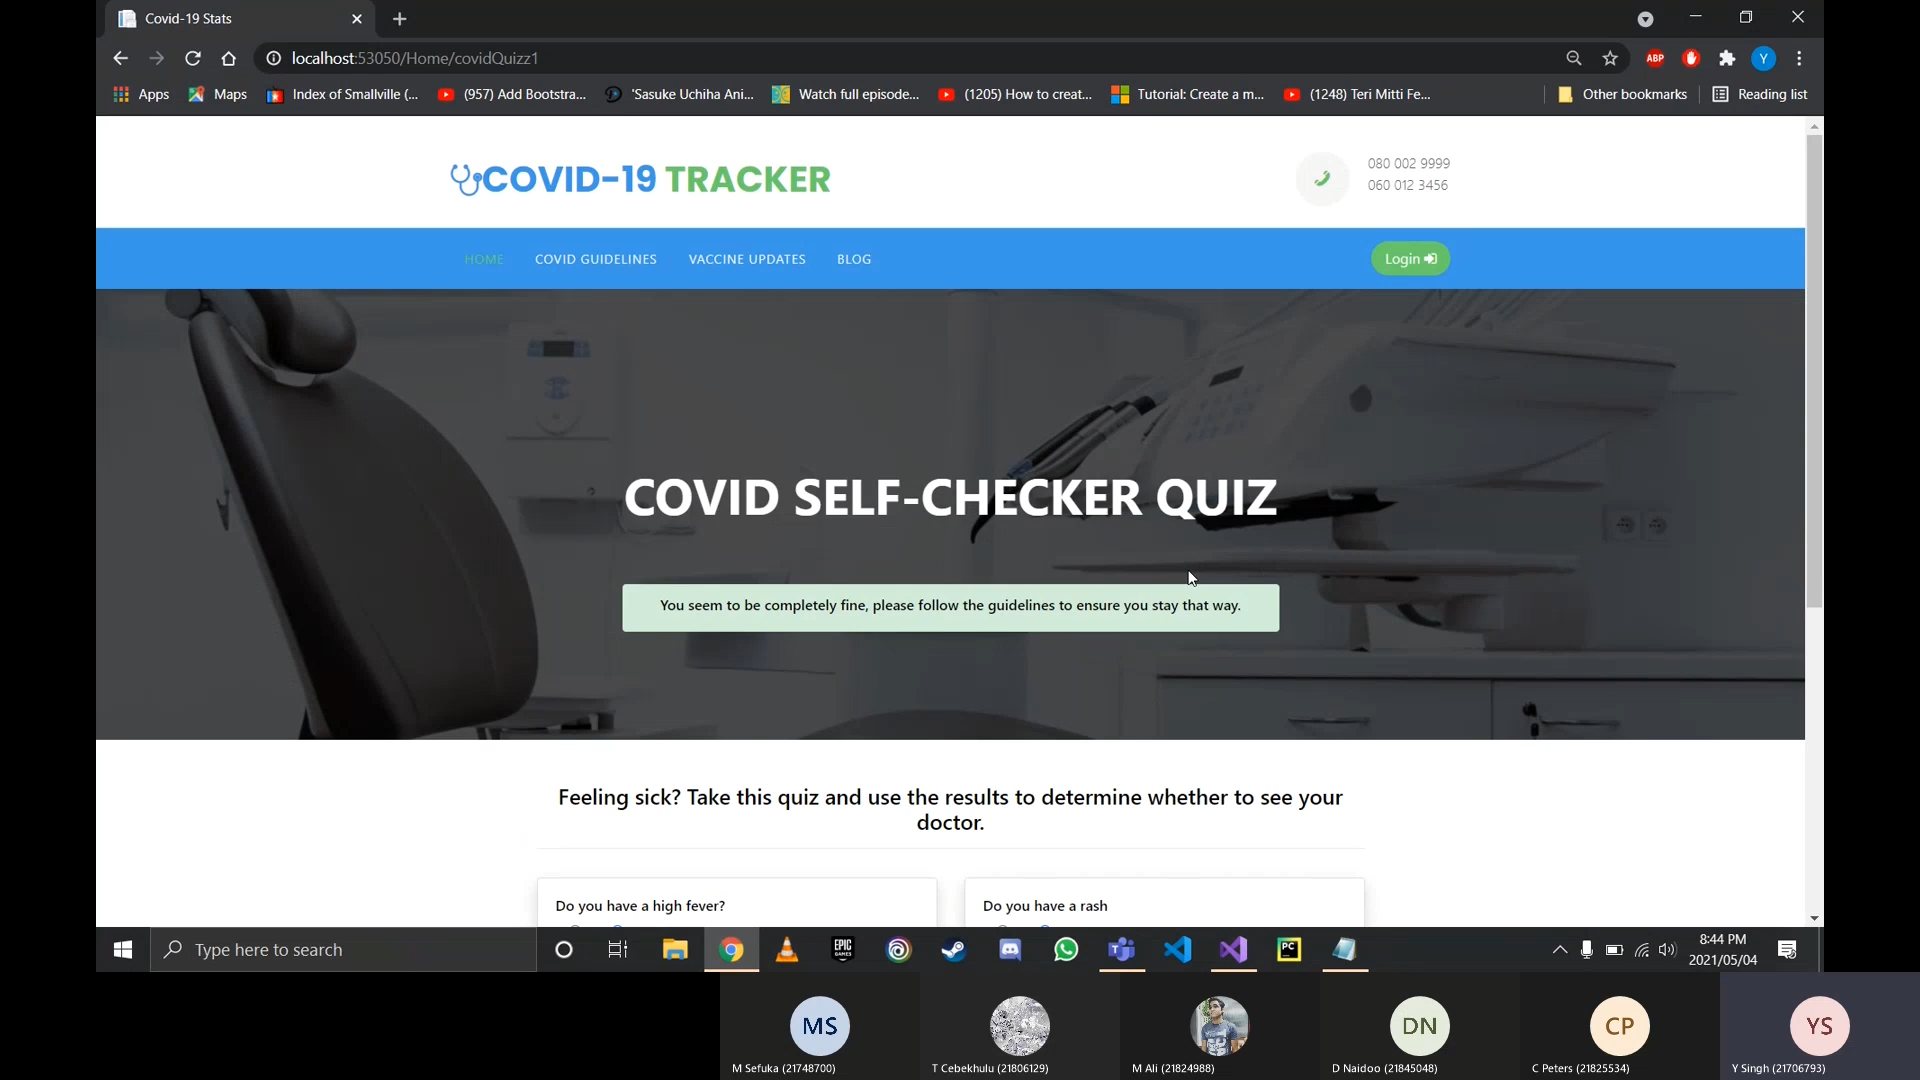 Covid-19 Stats
localhost:53050/Home/covidQuizz1
ABP
Y
Apps
Maps
Index of Smallville (...
(957) Add Bootstra...
'Sasuke Uchiha Ani...
Watch full episode...
(1205) How to creat...
Tutorial: Create a m...
(1248) Teri Mitti Fe...
Other bookmarks
Reading list
COVID-19 TRACKER
080 002 9999
060 012 3456
HOME
COVID GUIDELINES
VACCINE UPDATES
BLOG
Login
COVID SELF-CHECKER QUIZ
You seem to be completely fine, please follow the guidelines to ensure you stay that way.
Feeling sick? Take this quiz and use the results to determine whether to see your
doctor.
Do you have a high fever?
Do you have a rash
Type here to search
EPIC
GAMES
PC
8:44 PM
2021/05/04
MS
DN
CP
YS
M Sefuka (21748700)
T Cebekhulu (21806129)
M Ali (21824988)
D Naidoo (21845048)
C Peters (21825534)
Y Singh (21706793)